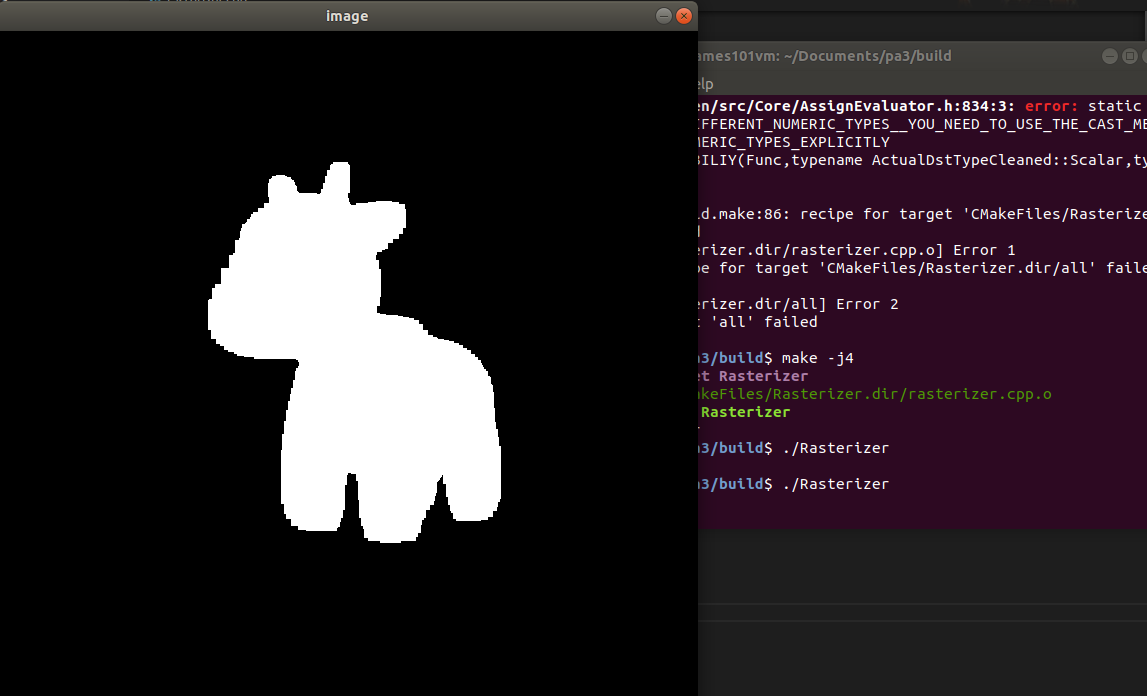 image
ames101vm: ~/Documents/pa3/build
elp
en/src/Core/AssignEvaluator.h:834:3: error: static
IFFERENT_NUMERIC_TYPES__YOU_NEED_TO_USE_THE_CAST_ME
MERIC_TYPES_EXPLICITLY
BILIY(Func,typename ActualDstTypeCleaned::Scalar,ty
ld.make:86: recipe for target 'CMakeFiles/Rasterize
]
erizer.dir/rasterizer.cpp.o] Error 1
pe for target 'CMakeFiles/Rasterizer.dir/all' faile
erizer.dir/all] Error 2
t 'all' failed
a3/build$ make -j4
et Rasterizer
akeFiles/Rasterizer.dir/rasterizer.cpp.o
Rasterizer
a3/build$ ./Rasterizer
a3/build$ ./Rasterizer